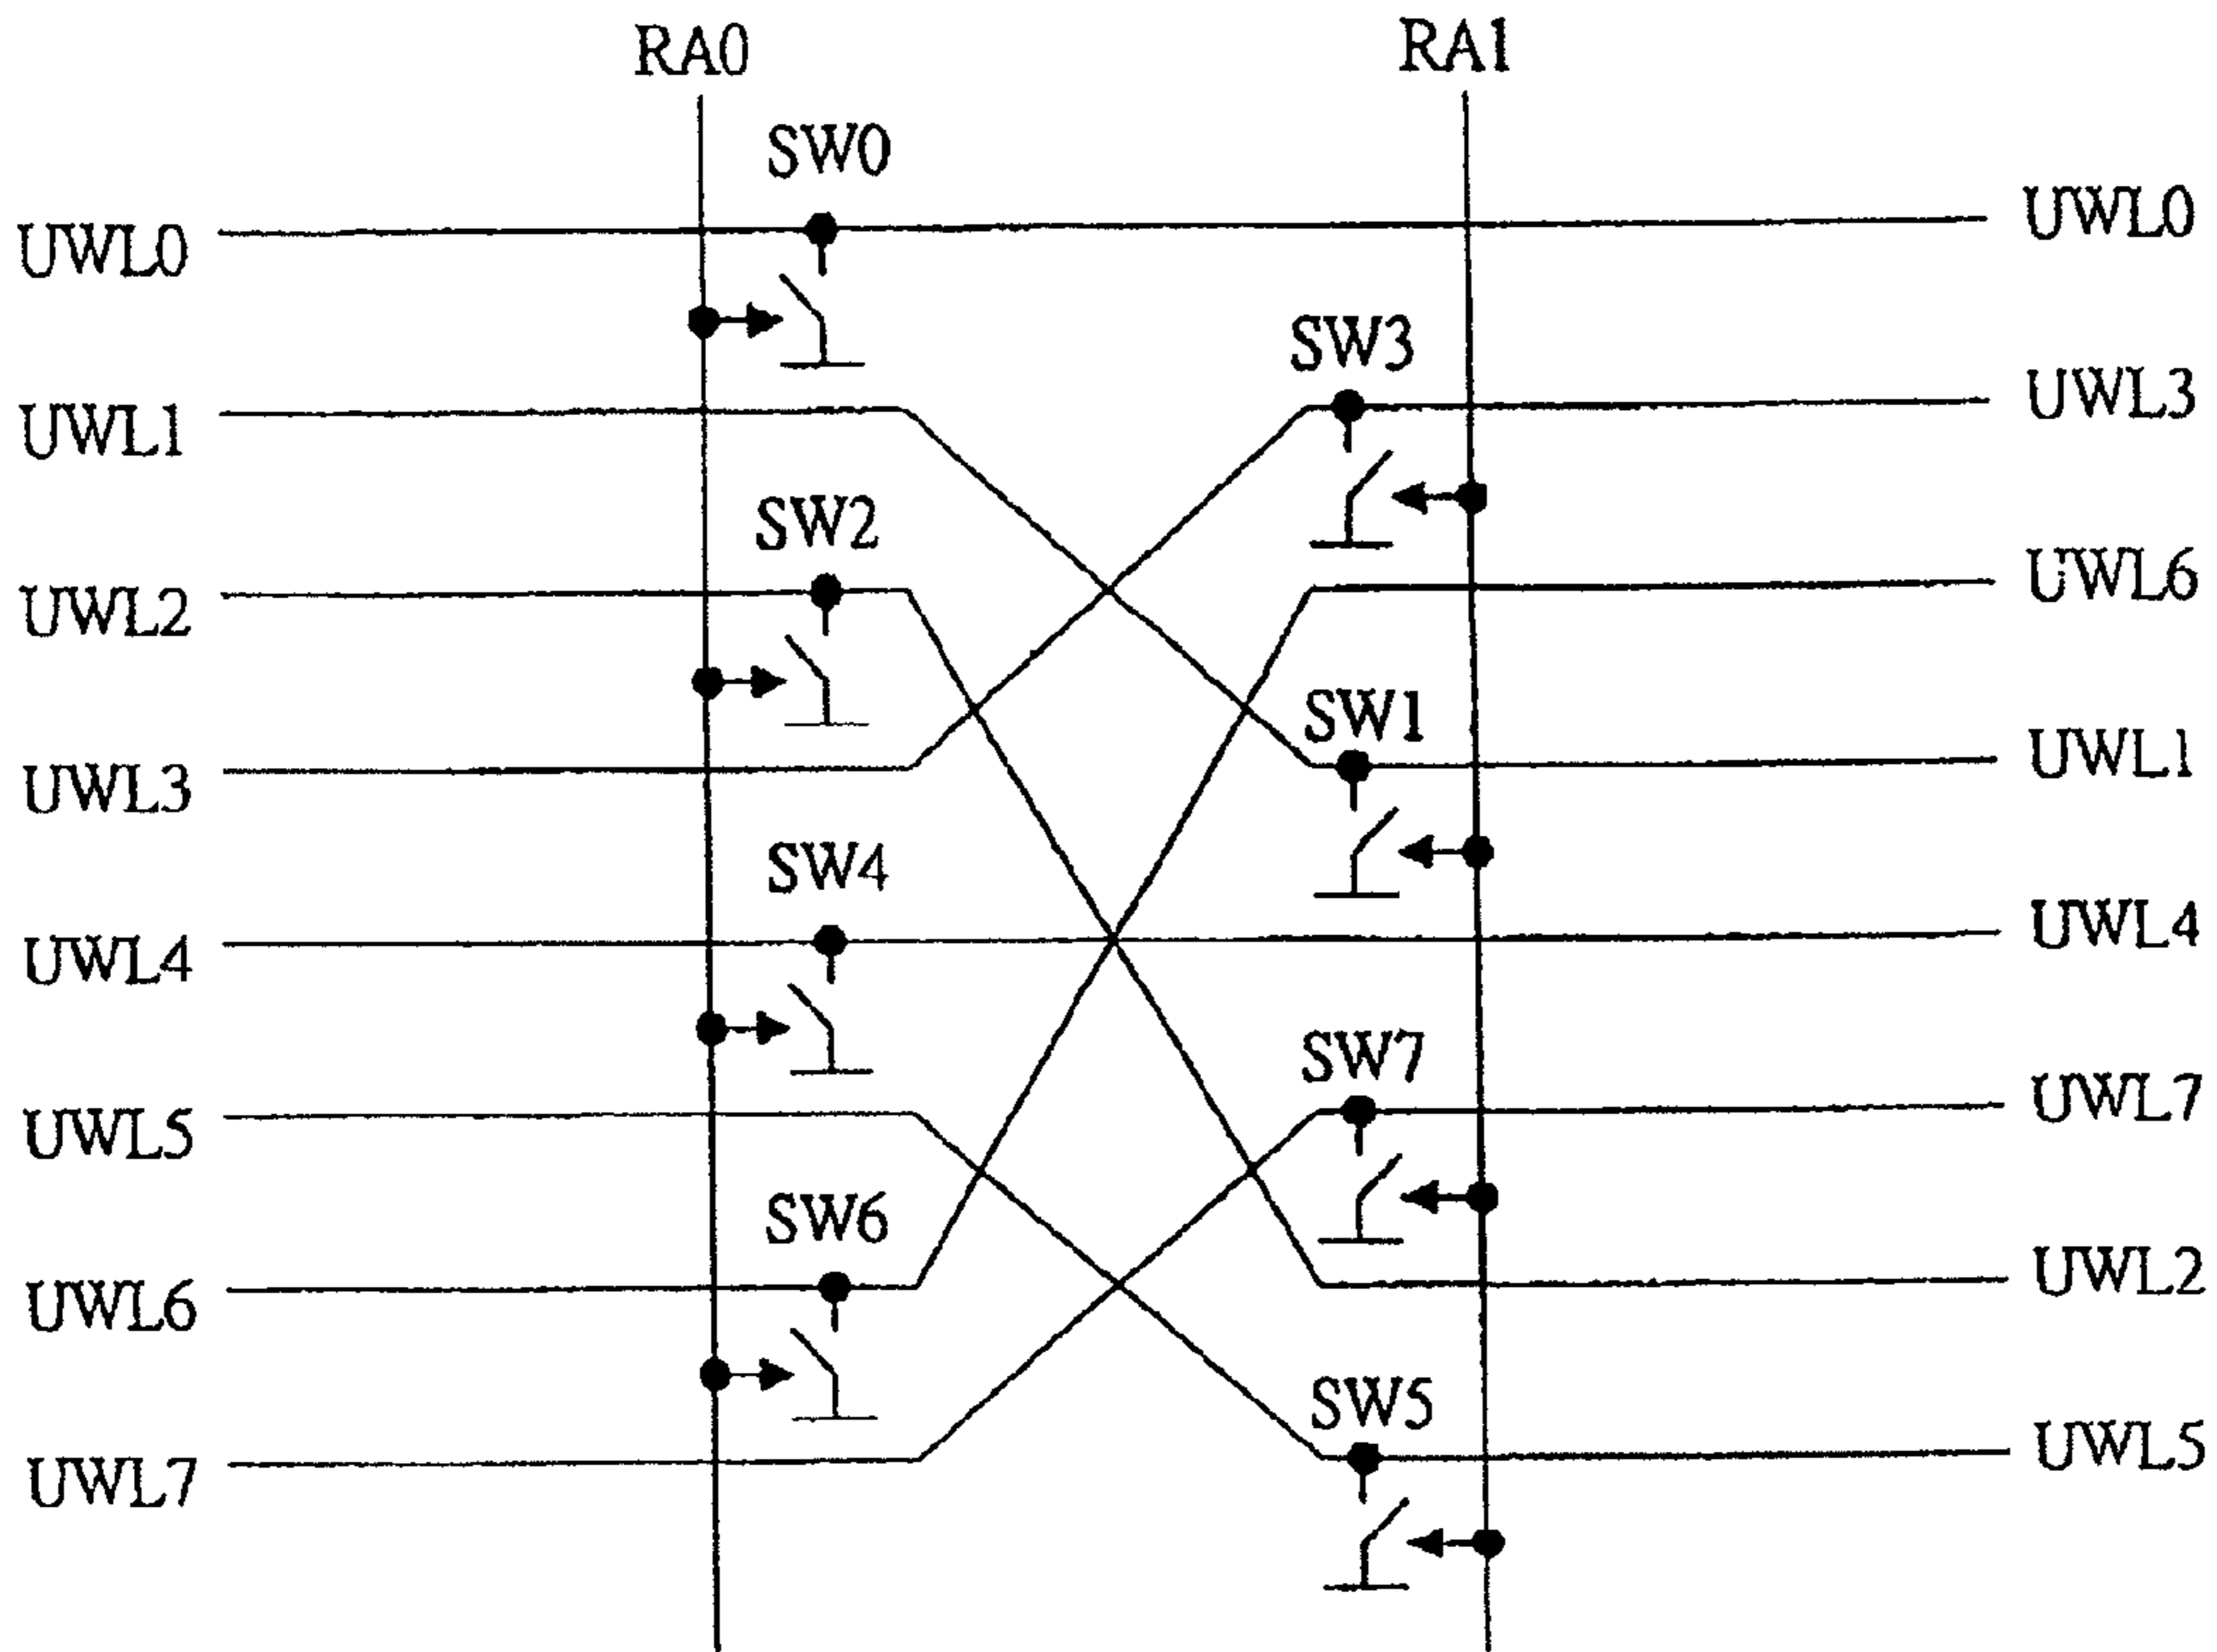 RA0 RA1
SW0
UWL0 UWL0
SW3
UWL1 UWL3
SW2
UWL2 UWL6
SW1
UWL3 UWL1
SW4
UWL4 UWL4
SW7
UWL5 UWL7
SW6
UWL6 UWL2
SW5
UWL7 UWL5